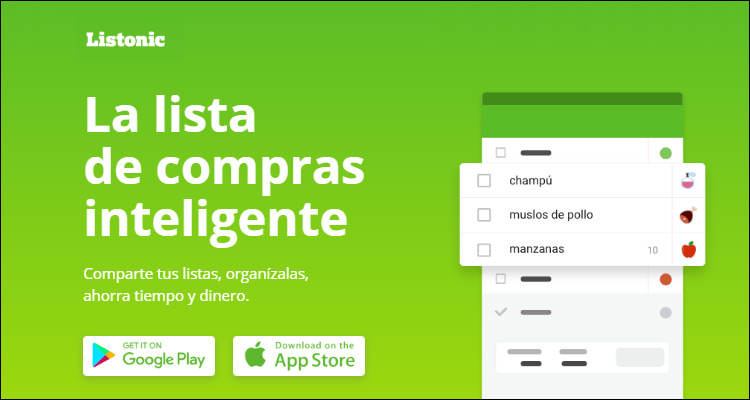 Listonic
La lista
de compras
inteligente
Comparte tus listas, organízalas,
ahorra tiempo y dinero.
GET IT ON
Google Play
Download on the
App Store
champú
muslos de pollo
manzanas 10